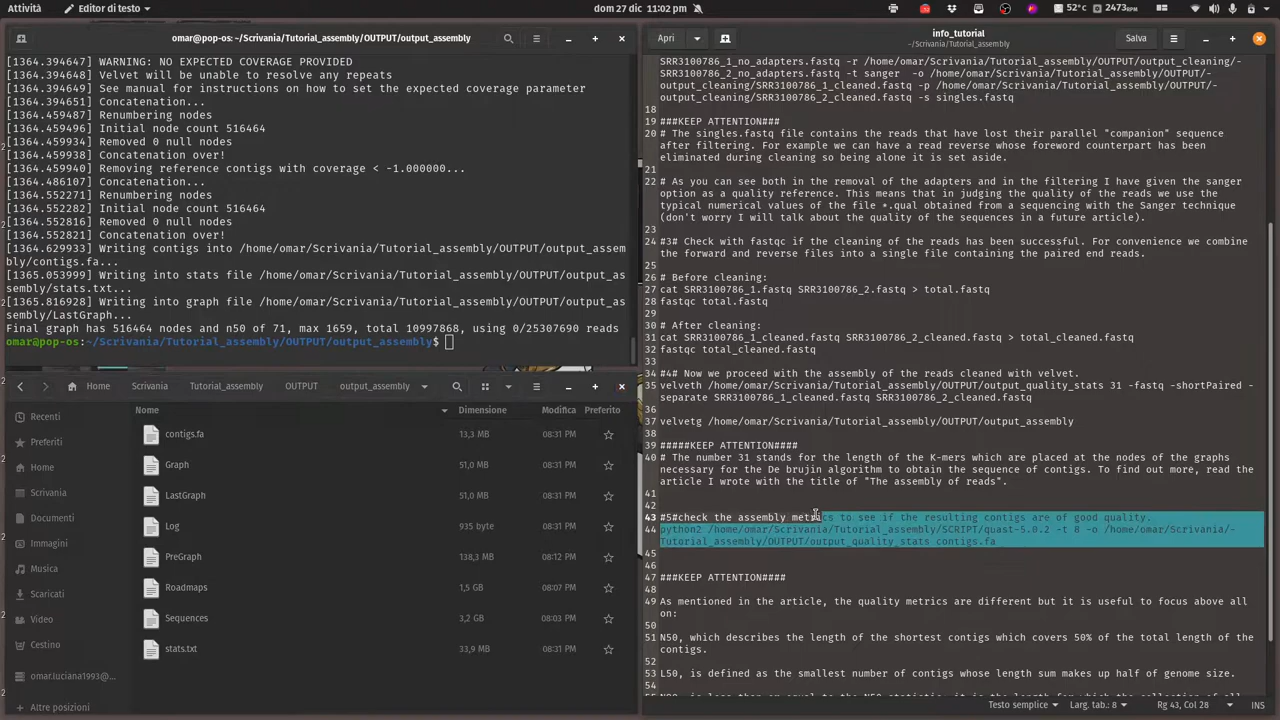 Attività
Editor di testo
dom 27 dic 11:02 PM
52°C
2473RPM
omar@pop-os: ~/Scrivania/Tutorial_assembly/OUTPUT/output_assembly
[1364.394647] WARNING: NO EXPECTED COVERAGE PROVIDED
[1364.394648] Velvet will be unable to resolve any repeats
[1364.394649] See manual for instructions on how to set the expected coverage parameter
[1364.394651] Concatenation...
[1364.459487] Renumbering nodes
[1364.459496] Initial node count 516464
[1364.459934] Removed 0 null nodes
[1364.459938] Concatenation over!
[1364.459940] Removing reference contigs with coverage < -1.000000...
[1364.486107] Concatenation...
[1364.552271] Renumbering nodes
[1364.552282] Initial node count 516464
[1364.552816] Removed 0 null nodes
[1364.552821] Concatenation over!
[1364.629933] Writing contigs into /home/omar/Scrivania/Tutorial_assembly/OUTPUT/output_assem
bly/contigs.fa...
[1365.053999] Writing into stats file /home/omar/Scrivania/Tutorial_assembly/OUTPUT/output_as
sembly/stats.txt...
[1365.816928] Writing into graph file /home/omar/Scrivania/Tutorial_assembly/OUTPUT/output_as
sembly/LastGraph...
Final graph has 516464 nodes and n50 of 71, max 1659, total 10997868, using 0/25307690 reads
omar@pop-os:~/Scrivania/Tutorial_assembly/OUTPUT/output_assembly$
Home
Scrivania
Tutorial_assembly
OUTPUT
output_assembly
Recenti
Preferiti
Home
Scrivania
Documenti
Immagini
Musica
Scaricati
Video
Cestino
omar.luciana1993@...
Altre posizioni
Nome Dimensione Modifica Preferito
contigs.fa 13,3 MB 08:31 PM
Graph 51,0 MB 08:31 PM
LastGraph 51,0 MB 08:31 PM
Log 935 byte 08:31 PM
PreGraph 138,3 MB 08:12 PM
Roadmaps 1,5 GB 08:07 PM
Sequences 3,2 GB 08:03 PM
stats.txt 33,9 MB 08:31 PM
Apri
info_tutorial
~/Scrivania/Tutorial_assembly
Salva
SRR3100786_1_no_adapters.fastq -r /home/omar/Scrivania/Tutorial_assembly/OUTPUT/output_cleaning/-
SRR3100786_2_no_adapters.fastq -t sanger -o /home/omar/Scrivania/Tutorial_assembly/OUTPUT/-
output_cleaning/SRR3100786_1_cleaned.fastq -p /home/omar/Scrivania/Tutorial_assembly/OUTPUT/-
output_cleaning/SRR3100786_2_cleaned.fastq -s singles.fastq
18
19 ###KEEP ATTENTION###
20 # The singles.fastq file contains the reads that have lost their parallel "companion" sequence
after filtering. For example we can have a read reverse whose foreword counterpart has been
eliminated during cleaning so being alone it is set aside.
21
22 # As you can see both in the removal of the adapters and in the filtering I have given the sanger
option as a quality reference. This means that in judging the quality of the reads we use the
typical numerical values of the file *.qual obtained from a sequencing with the Sanger technique
(don't worry I will talk about the quality of the sequences in a future article).
23
24 #3# Check with fastqc if the cleaning of the reads has been successful. For convenience we combine
the forward and reverse files into a single file containing the paired end reads.
25
26 # Before cleaning:
27 cat SRR3100786_1.fastq SRR3100786_2.fastq > total.fastq
28 fastqc total.fastq
29
30 # After cleaning:
31 cat SRR3100786_1_cleaned.fastq SRR3100786_2_cleaned.fastq > total_cleaned.fastq
32 fastqc total_cleaned.fastq
33
34 #4# Now we proceed with the assembly of the reads cleaned with velvet.
35 velveth /home/omar/Scrivania/Tutorial_assembly/OUTPUT/output_quality_stats 31 -fastq -shortPaired -
separate SRR3100786_1_cleaned.fastq SRR3100786_2_cleaned.fastq
36
37 velvetg /home/omar/Scrivania/Tutorial_assembly/OUTPUT/output_assembly
38
39 #####KEEP ATTENTION####
40 # The number 31 stands for the length of the K-mers which are placed at the nodes of the graphs
necessary for the De brujin algorithm to obtain the sequence of contigs. To find out more, read the
article I wrote with the title of "The assembly of reads".
41
42
43 #5#check the assembly metrics to see if the resulting contigs are of good quality.
44 python2 /home/omar/Scrivania/Tutorial_assembly/SCRIPT/quast-5.0.2 -t 8 -o /home/omar/Scrivania/-
Tutorial_assembly/OUTPUT/output_quality_stats contigs.fa
45
46
47 ###KEEP ATTENTION####
48
49 As mentioned in the article, the quality metrics are different but it is useful to focus above all
on:
50
51 N50, which describes the length of the shortest contigs which covers 50% of the total length of the
contigs.
52
53 L50, is defined as the smallest number of contigs whose length sum makes up half of genome size.
54
Testo semplice
Larg. tab.: 8
Rg 43, Col 28
INS